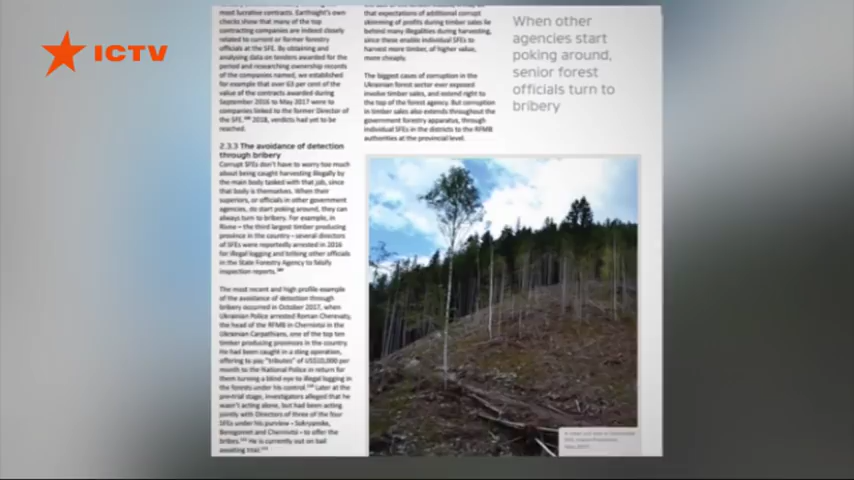 ICTV
most lucrative contracts. Earthsight's own
checks show that many of the top
contracting companies are indeed closely
related to current or former forestry
officials at the SFE. By obtaining and
analysing data on tenders awarded for the
period and researching ownership records
of the companies named, we established
for example that over 63 per cent of the
value of the contracts awarded during
September 2016 to May 2017 were to
companies linked to the former Director of
the SFE. 2018, verdicts had yet to be
reached.
2.3.3 The avoidance of detection
through bribery
Corrupt SFEs don't have to worry too much
about being caught harvesting illegally by
the main body tasked with that job, since
that body is themselves. When their
superiors, or officials in other government
agencies, do start poking around, they can
always turn to bribery. For example, in
Rivne – the third largest timber producing
province in the country – several directors
of SFEs were reportedly arrested in 2016
for illegal logging and bribing other officials
in the State Forestry Agency to falsify
inspection reports.
The most recent and high profile example
of the avoidance of detection through
bribery occurred in October 2017, when
Ukrainian Police arrested Roman Cherevaty,
the head of the RFMB in Chernivtsi in the
Ukrainian Carpathians, one of the top ten
timber producing provinces in the country.
He had been caught in a sting operation,
offering to pay "tributes" of US$10,000 per
month to the National Police in return for
them turning a blind eye to illegal logging in
the forests under his control. Later at the
pre-trial stage, investigators alleged that he
wasn't acting alone, but had been acting
jointly with Directors of three of the four
SFEs under his purview – Sokryanske,
Beregomet and Chernivtsi – to offer the
bribes. He is currently out on bail
awaiting trial.
that expectations of additional corrupt
skimming of profits during timber sales lie
behind many illegalities during harvesting,
since these enable individual SFEs to
harvest more timber, of higher value,
more cheaply.
The biggest cases of corruption in the
Ukrainian forest sector ever exposed
involve timber sales, and extend right to
the top of the forest agency. But corruption
in timber sales also extends throughout the
government forestry apparatus, through
individual SFEs in the districts to the RFMB
authorities at the provincial level.
When other
agencies start
poking around,
senior forest
officials turn to
bribery